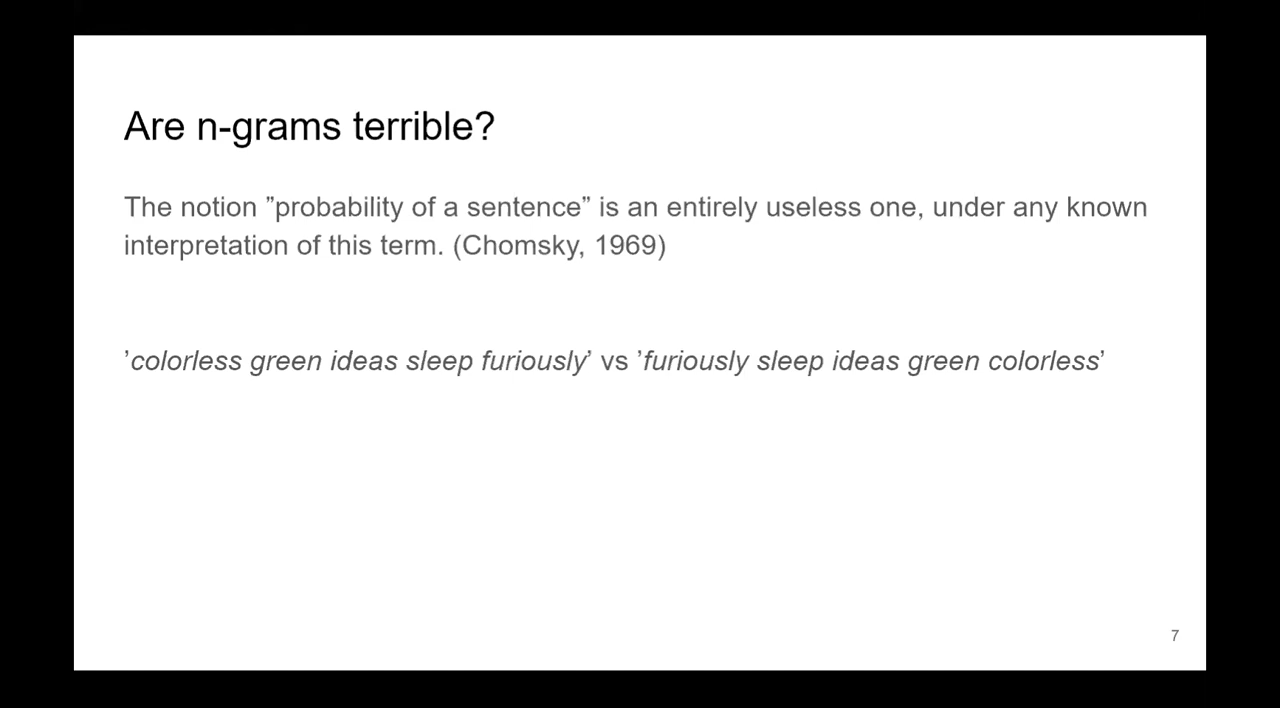 Are n-grams terrible?
The notion ”probability of a sentence” is an entirely useless one, under any known
interpretation of this term. (Chomsky, 1969)
’colorless green ideas sleep furiously’ vs ’furiously sleep ideas green colorless’
7